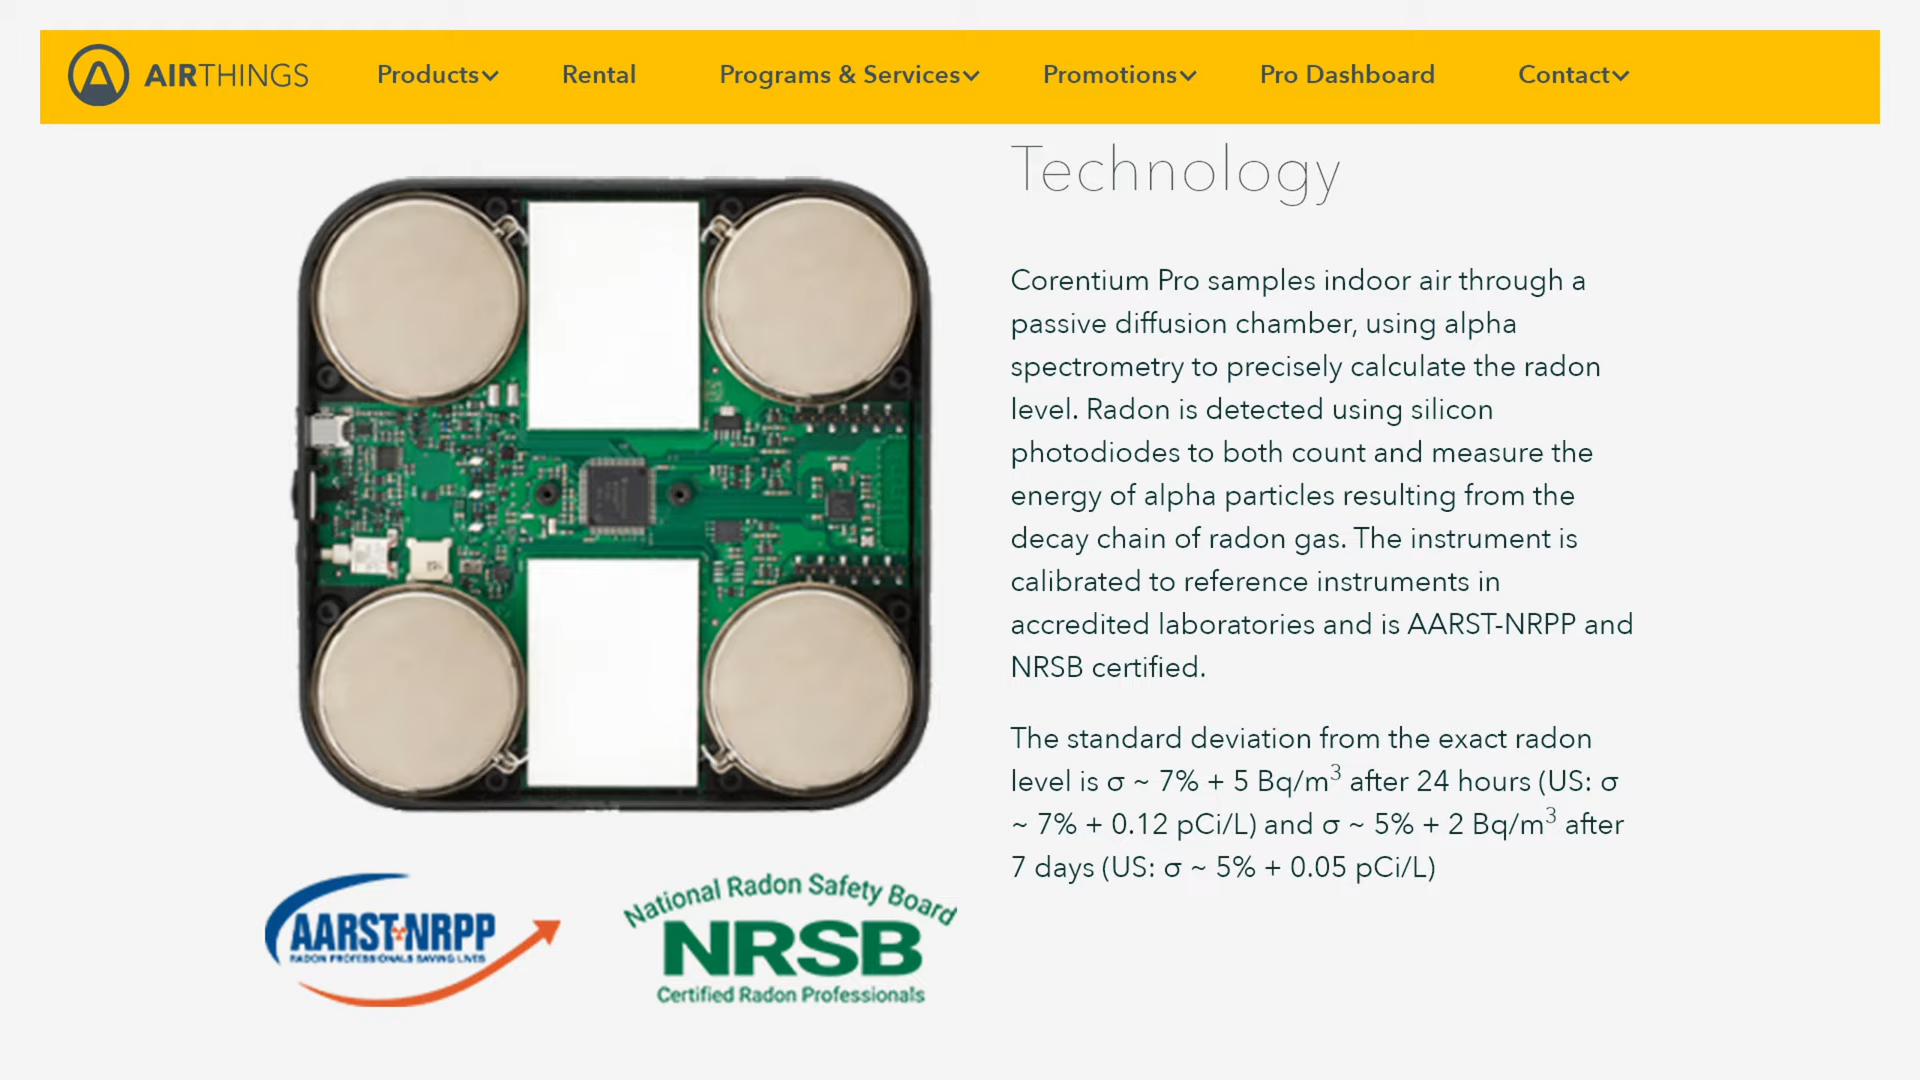 AIRTHINGS
Products
Rental
Programs & Services
Promotions
Pro Dashboard
Contact
Technology
Corentium Pro samples indoor air through a
passive diffusion chamber, using alpha
spectrometry to precisely calculate the radon
level. Radon is detected using silicon
photodiodes to both count and measure the
energy of alpha particles resulting from the
decay chain of radon gas. The instrument is
calibrated to reference instruments in
accredited laboratories and is AARST-NRPP and
NRSB certified.
The standard deviation from the exact radon
level is σ ~ 7% + 5 Bq/m³ after 24 hours (US: σ
~ 7% + 0.12 pCi/L) and σ ~ 5% + 2 Bq/m³ after
7 days (US: σ ~ 5% + 0.05 pCi/L)
AARST-NRPP
RADON PROFESSIONALS SAVING LIVES
National Radon Safety Board
NRSB
Certified Radon Professionals